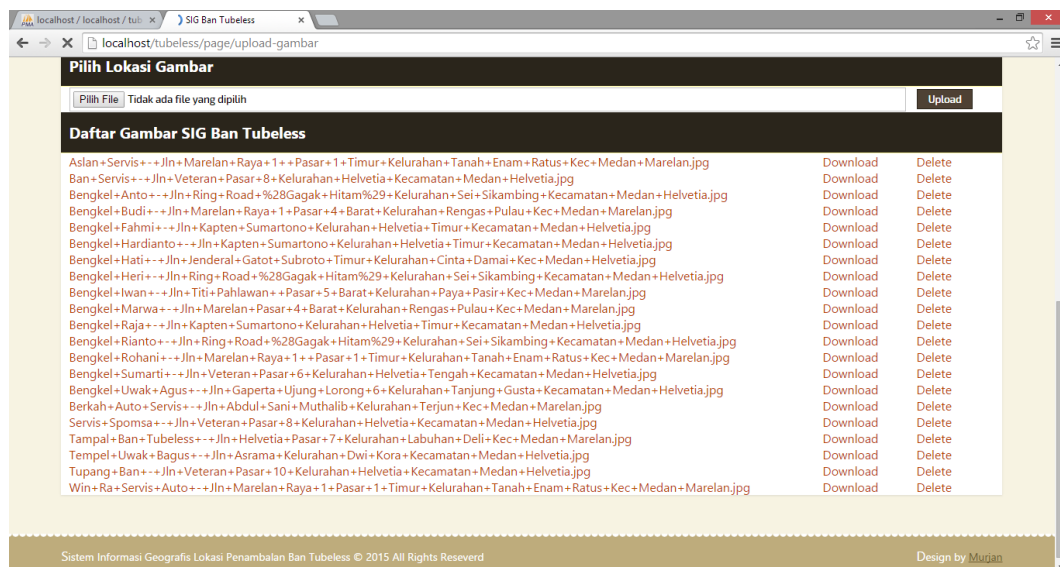 localhost / localhost / tub
SIG Ban Tubeless
localhost/tubeless/page/upload-gambar
Pilih Lokasi Gambar
Pilih File Tidak ada file yang dipilih Upload
Daftar Gambar SIG Ban Tubeless
Aslan+Servis+-+Jln+Marelan+Raya+1++Pasar+1+Timur+Kelurahan+Tanah+Enam+Ratus+Kec+Medan+Marelan.jpg Download Delete
Ban+Servis+-+Jln+Veteran+Pasar+8+Kelurahan+Helvetia+Kecamatan+Medan+Helvetia.jpg Download Delete
Bengkel+Anto+-+Jln+Ring+Road+%28Gagak+Hitam%29+Kelurahan+Sei+Sikambing+Kecamatan+Medan+Helvetia.jpg Download Delete
Bengkel+Budi+-+Jln+Marelan+Raya+1+Pasar+4+Barat+Kelurahan+Rengas+Pulau+Kec+Medan+Marelan.jpg Download Delete
Bengkel+Fahmi+-+Jln+Kapten+Sumartono+Kelurahan+Helvetia+Timur+Kecamatan+Medan+Helvetia.jpg Download Delete
Bengkel+Hardianto+-+Jln+Kapten+Sumartono+Kelurahan+Helvetia+Timur+Kecamatan+Medan+Helvetia.jpg Download Delete
Bengkel+Hati+-+Jln+Jenderal+Gatot+Subroto+Timur+Kelurahan+Cinta+Damai+Kec+Medan+Helvetia.jpg Download Delete
Bengkel+Heri+-+Jln+Ring+Road+%28Gagak+Hitam%29+Kelurahan+Sei+Sikambing+Kecamatan+Medan+Helvetia.jpg Download Delete
Bengkel+Iwan+-+Jln+Titi+Pahlawan++Pasar+5+Barat+Kelurahan+Paya+Pasir+Kec+Medan+Marelan.jpg Download Delete
Bengkel+Marwa+-+Jln+Marelan+Pasar+4+Barat+Kelurahan+Rengas+Pulau+Kec+Medan+Marelan.jpg Download Delete
Bengkel+Raja+-+Jln+Kapten+Sumartono+Kelurahan+Helvetia+Timur+Kecamatan+Medan+Helvetia.jpg Download Delete
Bengkel+Rianto+-+Jln+Ring+Road+%28Gagak+Hitam%29+Kelurahan+Sei+Sikambing+Kecamatan+Medan+Helvetia.jpg Download Delete
Bengkel+Rohani+-+Jln+Marelan+Raya+1++Pasar+1+Timur+Kelurahan+Tanah+Enam+Ratus+Kec+Medan+Marelan.jpg Download Delete
Bengkel+Sumarti+-+Jln+Veteran+Pasar+6+Kelurahan+Helvetia+Tengah+Kecamatan+Medan+Helvetia.jpg Download Delete
Bengkel+Uwak+Agus+-+Jln+Gaperta+Ujung+Lorong+6+Kelurahan+Tanjung+Gusta+Kecamatan+Medan+Helvetia.jpg Download Delete
Berkah+Auto+Servis+-+Jln+Abdul+Sani+Muthalib+Kelurahan+Terjun+Kec+Medan+Marelan.jpg Download Delete
Servis+Spomsa+-+Jln+Veteran+Pasar+8+Kelurahan+Helvetia+Kecamatan+Medan+Helvetia.jpg Download Delete
Tampal+Ban+Tubeless+-+Jln+Helvetia+Pasar+7+Kelurahan+Labuhan+Deli+Kec+Medan+Marelan.jpg Download Delete
Tempel+Uwak+Bagus+-+Jln+Asrama+Kelurahan+Dwi+Kora+Kecamatan+Medan+Helvetia.jpg Download Delete
Tupang+Ban+-+Jln+Veteran+Pasar+10+Kelurahan+Helvetia+Kecamatan+Medan+Helvetia.jpg Download Delete
Win+Ra+Servis+Auto+-+Jln+Marelan+Raya+1+Pasar+1+Timur+Kelurahan+Tanah+Enam+Ratus+Kec+Medan+Marelan.jpg Download Delete
Sistem Informasi Geografis Lokasi Penambalan Ban Tubeless © 2015 All Rights Reseverd Design by Murjan